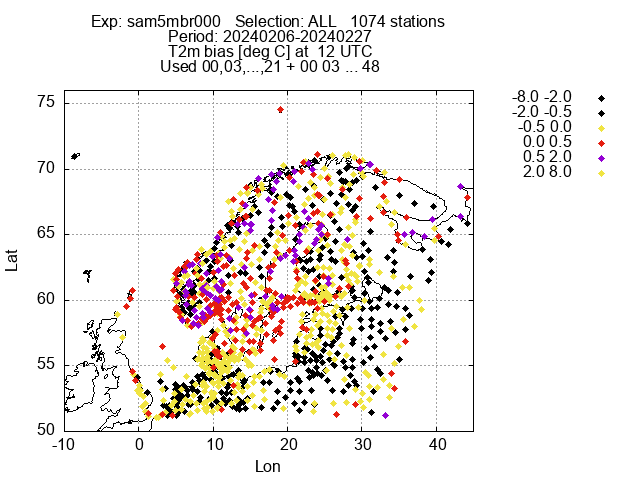 Exp: sam5mbr000 Selection: ALL 1074 stations
Period: 20240206-20240227
T2m bias [deg C] at 12 UTC
Used 00,03,...,21 + 00 03 ... 48
-8.0 -2.0
-2.0 -0.5
-0.5 0.0
0.0 0.5
0.5 2.0
2.0 8.0
75
70
65
60
55
50
Lat
-10 0 10 20 30 40
Lon